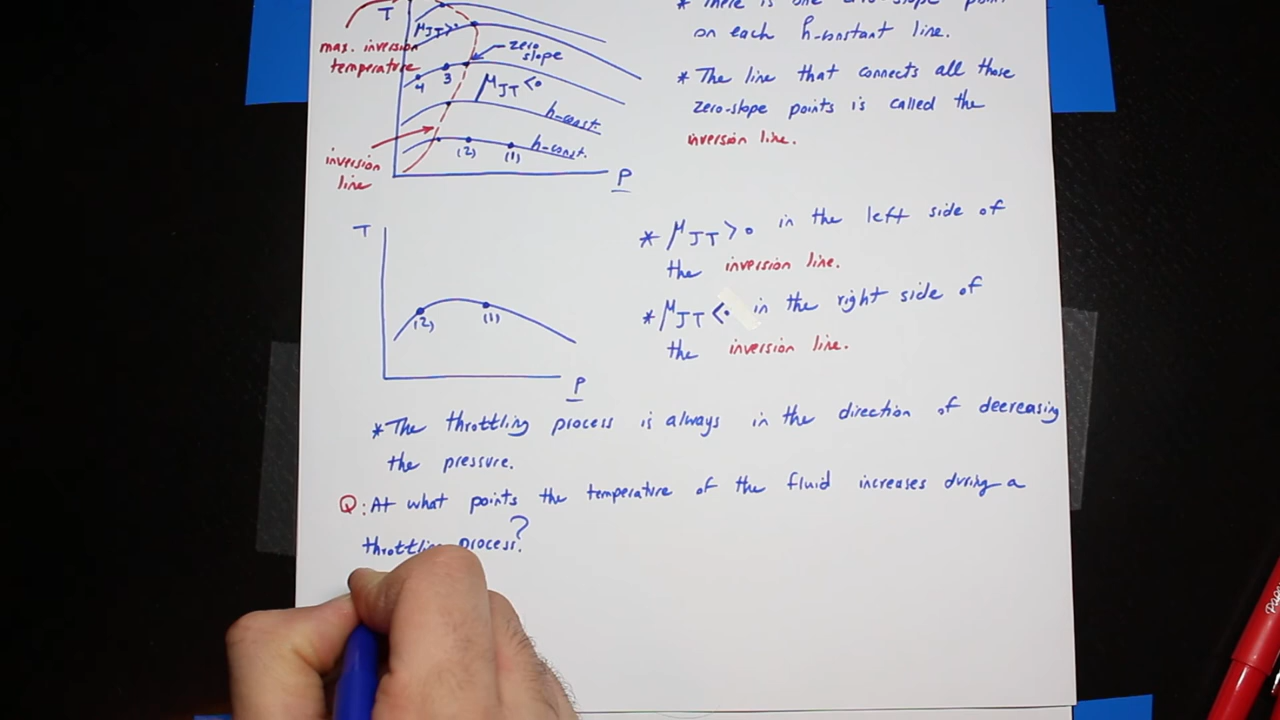 T
μJT>0
max. inversion
temperature
zero
slope
4
3
μJT<0
h-const.
h-const.
(2)
(1)
inversion
line
P
* There is one zero-slope point
on each h-constant line.
* The line that connects all those
zero-slope points is called the
inversion line.
T
(2)
(1)
P
* μJT>0 in the left side of
the inversion line.
* μJT<0 in the right side of
the inversion line.
* The throttling process is always in the direction of decreasing
the pressure.
Q: At what points the temperature of the fluid increases during a
throttling process?